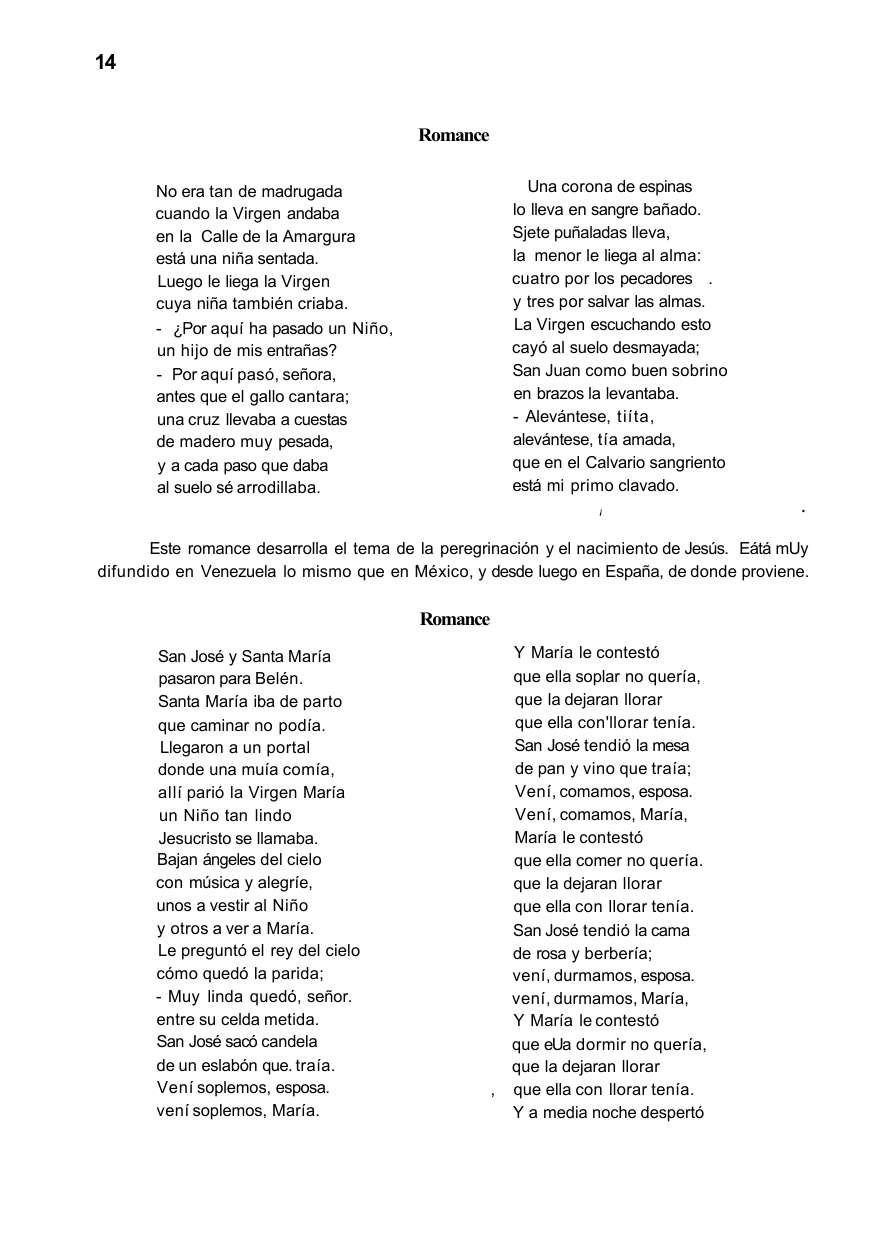 14
Romance
No era tan de madrugada
cuando la Virgen andaba
en la Calle de la Amargura
está una niña sentada.
Luego le liega la Virgen
cuya niña también criaba.
- ¿Por aquí ha pasado un Niño,
un hijo de mis entrañas?
- Por aquí pasó, señora,
antes que el gallo cantara;
una cruz llevaba a cuestas
de madero muy pesada,
y a cada paso que daba
al suelo sé arrodillaba.
Una corona de espinas
lo lleva en sangre bañado.
Sjete puñaladas lleva,
la menor le liega al alma:
cuatro por los pecadores .
y tres por salvar las almas.
La Virgen escuchando esto
cayó al suelo desmayada;
San Juan como buen sobrino
en brazos la levantaba.
- Alevántese, tiíta,
alevántese, tía amada,
que en el Calvario sangriento
está mi primo clavado.
Este romance desarrolla el tema de la peregrinación y el nacimiento de Jesús. Eátá mUy
difundido en Venezuela lo mismo que en México, y desde luego en España, de donde proviene.
Romance
San José y Santa María
pasaron para Belén.
Santa María iba de parto
que caminar no podía.
Llegaron a un portal
donde una muía comía,
allí parió la Virgen María
un Niño tan lindo
Jesucristo se llamaba.
Bajan ángeles del cielo
con música y alegríe,
unos a vestir al Niño
y otros a ver a María.
Le preguntó el rey del cielo
cómo quedó la parida;
- Muy linda quedó, señor.
entre su celda metida.
San José sacó candela
de un eslabón que. traía.
Vení soplemos, esposa.
vení soplemos, María.
Y María le contestó
que ella soplar no quería,
que la dejaran llorar
que ella con'llorar tenía.
San José tendió la mesa
de pan y vino que traía;
Vení, comamos, esposa.
Vení, comamos, María,
María le contestó
que ella comer no quería.
que la dejaran llorar
que ella con llorar tenía.
San José tendió la cama
de rosa y berbería;
vení, durmamos, esposa.
vení, durmamos, María,
Y María le contestó
que eUa dormir no quería,
que la dejaran llorar
, que ella con llorar tenía.
Y a media noche despertó